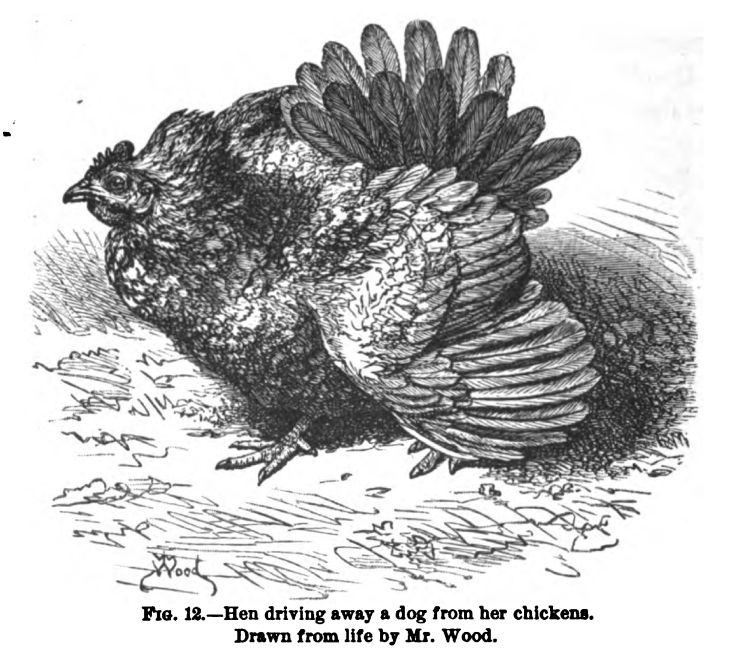 Wood
Fig. 12.—Hen driving away a dog from her chickens.
Drawn from life by Mr. Wood.